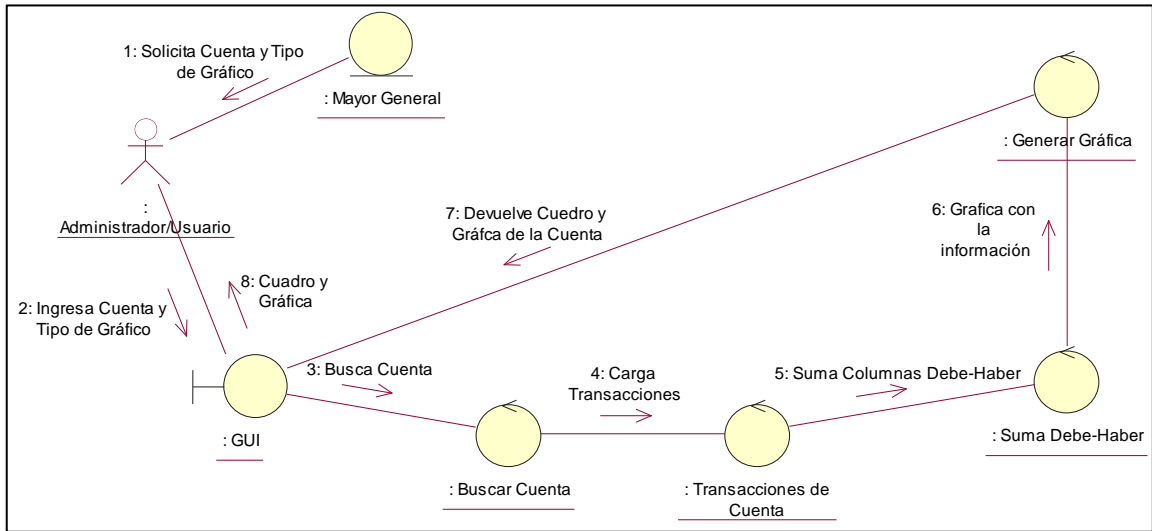 1: Solicita Cuenta y Tipo
de Gráfico
: Mayor General
: Generar Gráfica
:
Administrador/Usuario
7: Devuelve Cuedro y
Gráfca de la Cuenta
6: Grafica con
la
información
2: Ingresa Cuenta y
Tipo de Gráfico
8: Cuadro y
Gráfica
3: Busca Cuenta
4: Carga
Transacciones
5: Suma Columnas Debe-Haber
: GUI
: Buscar Cuenta
: Transacciones de
Cuenta
: Suma Debe-Haber